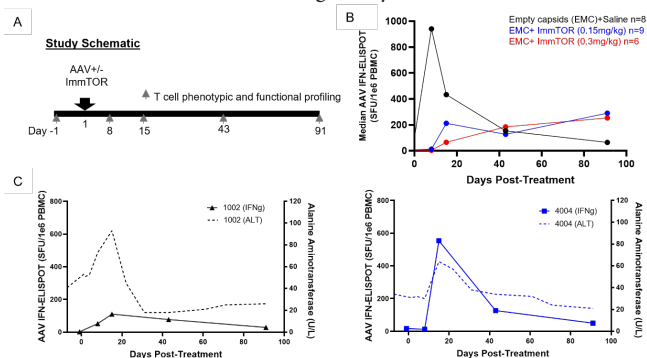 A
Study Schematic
AAV+/-
ImmTOR
T cell phenotypic and functional profiling
Day -1 1 8 15 43 91
B
Empty capsids (EMC)+Saline n=8
EMC+ ImmTOR (0.15mg/kg) n=9
EMC+ ImmTOR (0.3mg/kg) n=6
Median AAV IFN-ELISPOT
(SFU/1e6 PBMC)
1000
800
600
400
200
0
0 20 40 60 80 100
Days Post-Treatment
C
AAV IFN-ELISPOT (SFU/1e6 PBMC)
800
600
400
200
0
1002 (IFNg)
1002 (ALT)
120
100
80
60
40
20
0
Alanine Aminotransferase (U/L)
0 20 40 60 80 100
Days Post-Treatment
AAV IFN-ELISPOT (SFU/1e6 PBMC)
800
600
400
200
0
4004 (IFNg)
4004 (ALT)
120
100
80
60
40
20
0
Alanine Aminotransferase (U/L)
0 20 40 60 80 100
Days Post-Treatment